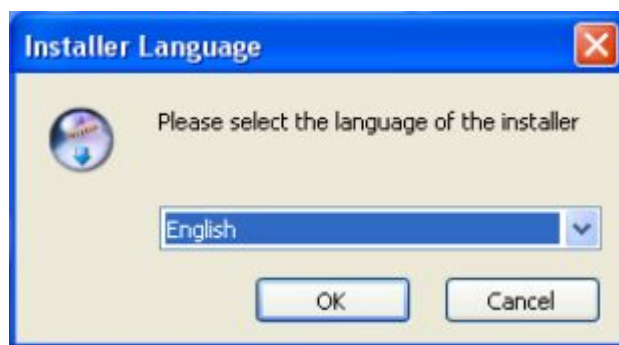 Installer Language
Please select the language of the installer
English
OK
Cancel